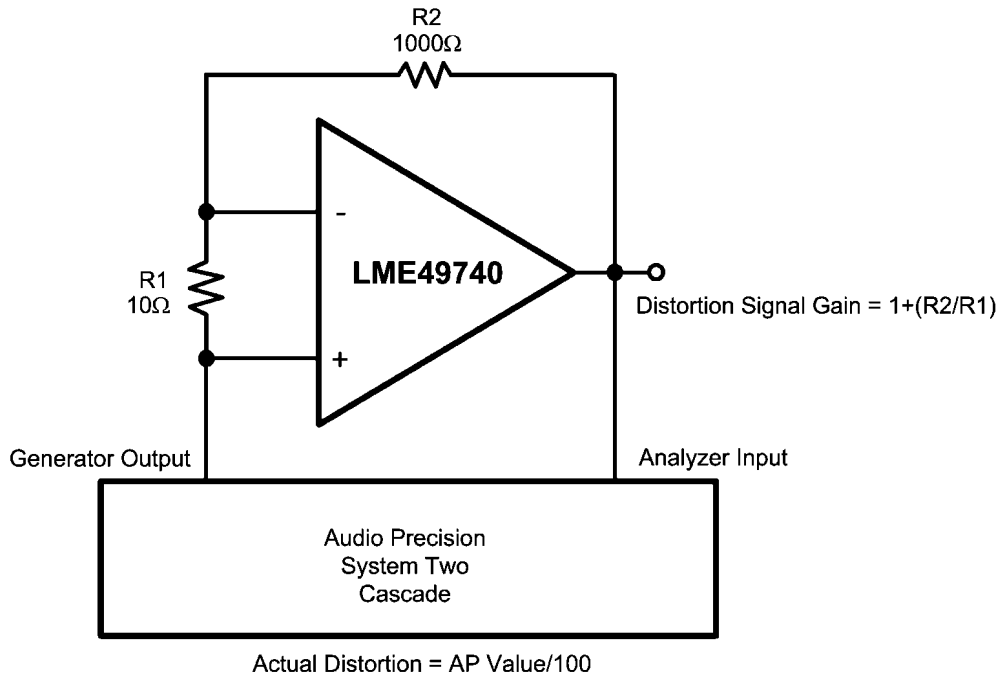 R2
1000Ω
-
LME49740
R1
10Ω
+
Distortion Signal Gain = 1+(R2/R1)
Generator Output
Analyzer Input
Audio Precision
System Two
Cascade
Actual Distortion = AP Value/100